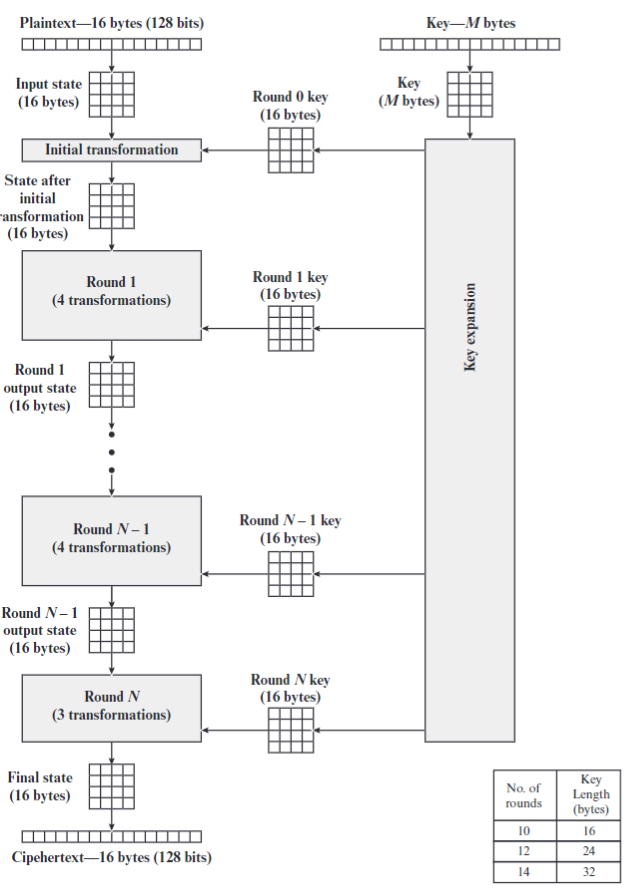 Plaintext—16 bytes (128 bits)
Key—M bytes
Input state
(16 bytes)
Key
(M bytes)
Round 0 key
(16 bytes)
Initial transformation
State after
initial
ransformation
(16 bytes)
Round 1
(4 transformations)
Round 1 key
(16 bytes)
Key expansion
Round 1
output state
(16 bytes)
Round N – 1
(4 transformations)
Round N – 1 key
(16 bytes)
Round N – 1
output state
(16 bytes)
Round N
(3 transformations)
Round N key
(16 bytes)
Final state
(16 bytes)
Cipehertext—16 bytes (128 bits)
No. of
rounds
Key
Length
(bytes)
10 16
12 24
14 32